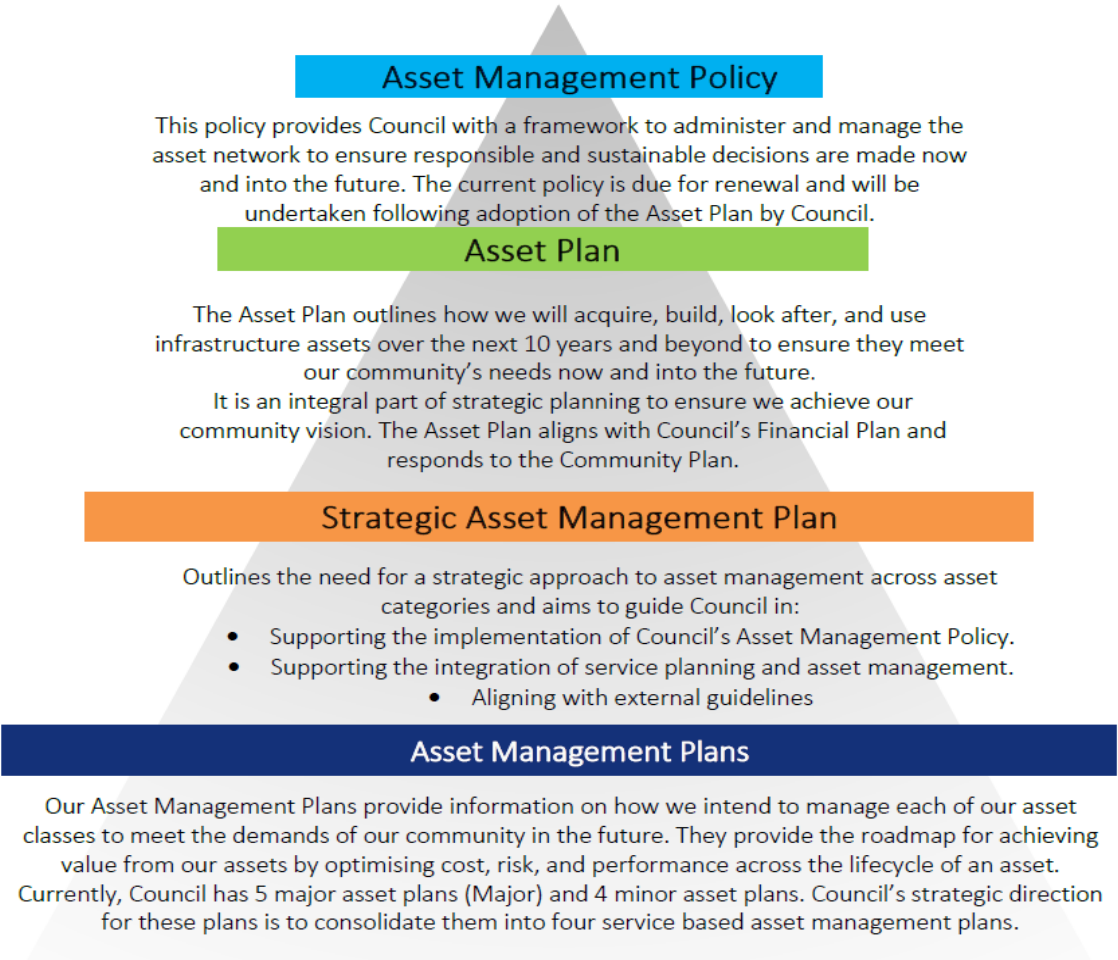 Asset Management Policy
This policy provides Council with a framework to administer and manage the
asset network to ensure responsible and sustainable decisions are made now
and into the future. The current policy is due for renewal and will be
undertaken following adoption of the Asset Plan by Council.
Asset Plan
The Asset Plan outlines how we will acquire, build, look after, and use
infrastructure assets over the next 10 years and beyond to ensure they meet
our community’s needs now and into the future.
It is an integral part of strategic planning to ensure we achieve our
community vision. The Asset Plan aligns with Council’s Financial Plan and
responds to the Community Plan.
Strategic Asset Management Plan
Outlines the need for a strategic approach to asset management across asset
categories and aims to guide Council in:
• Supporting the implementation of Council’s Asset Management Policy.
• Supporting the integration of service planning and asset management.
• Aligning with external guidelines
Asset Management Plans
Our Asset Management Plans provide information on how we intend to manage each of our asset
classes to meet the demands of our community in the future. They provide the roadmap for achieving
value from our assets by optimising cost, risk, and performance across the lifecycle of an asset.
Currently, Council has 5 major asset plans (Major) and 4 minor asset plans. Council’s strategic direction
for these plans is to consolidate them into four service based asset management plans.